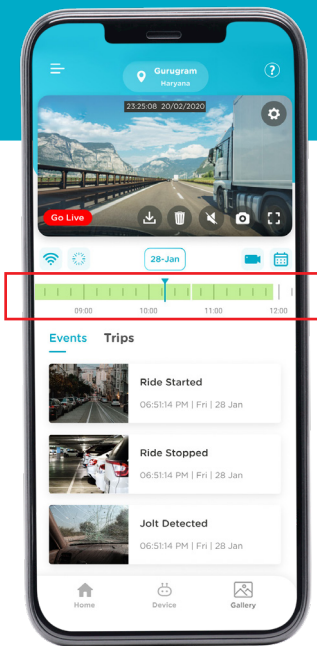 Gurugram
Haryana
?
23:25:08 20/02/2020
Go Live
28-Jan
09:00 10:00 11:00 12:00
Events Trips
Ride Started
06:51:14 PM | Fri | 28 Jan
Ride Stopped
06:51:14 PM | Fri | 28 Jan
Jolt Detected
06:51:14 PM | Fri | 28 Jan
Home Device Gallery